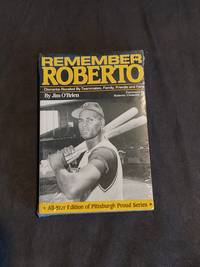 REMEMBER
ROBERTO
Clemente Recalled By Teammates, Family, Friends and Fans
By Jim O'Brien
All-Star Edition of Pittsburgh Proud Series